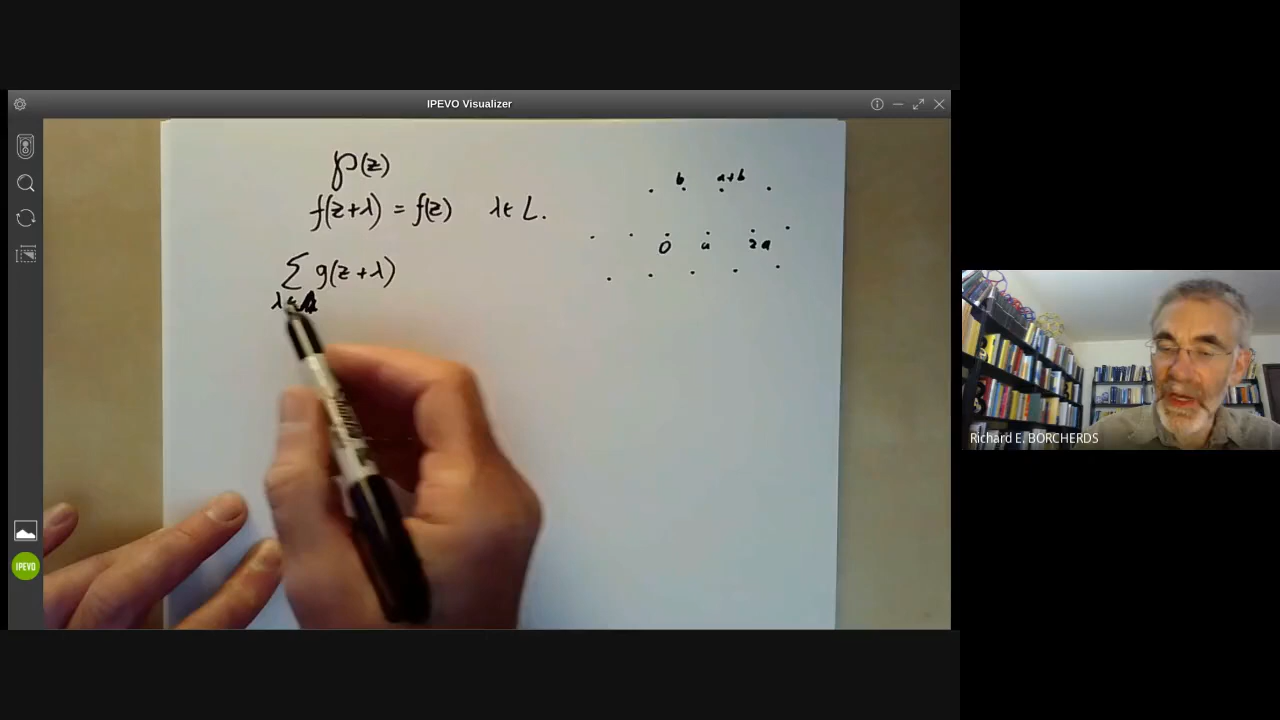 IPEVO Visualizer
℘(z)
f(z+λ) = f(z) λ∈ L.
∑ g(z+λ)
λ∈
b a+b
0 a 2a
IPEVO
Richard E. BORCHERDS